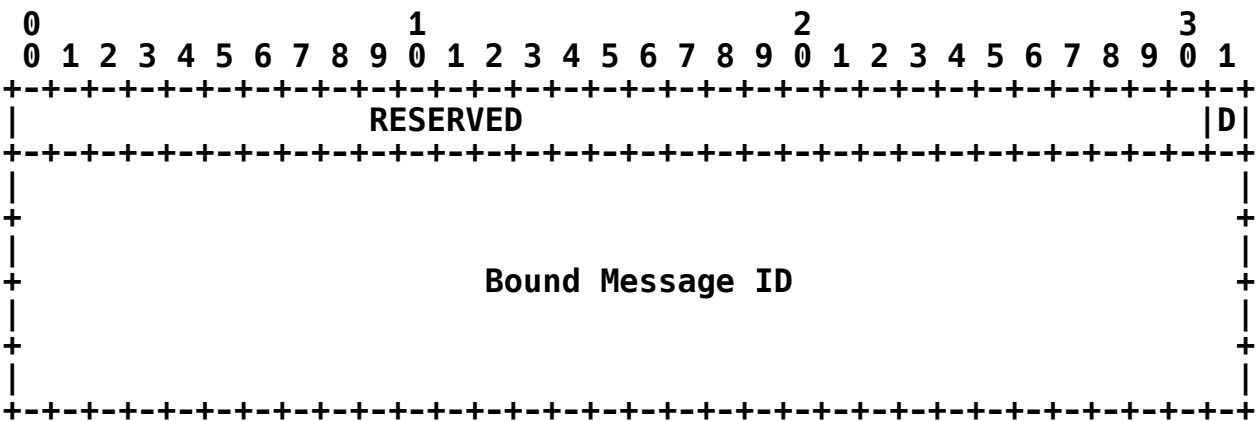 0                   1                   2                   3
 0 1 2 3 4 5 6 7 8 9 0 1 2 3 4 5 6 7 8 9 0 1 2 3 4 5 6 7 8 9 0 1
+-+-+-+-+-+-+-+-+-+-+-+-+-+-+-+-+-+-+-+-+-+-+-+-+-+-+-+-+-+-+-+-+
|                  RESERVED                                   |D|
+-+-+-+-+-+-+-+-+-+-+-+-+-+-+-+-+-+-+-+-+-+-+-+-+-+-+-+-+-+-+-+-+
|                                                               |
+                                                               +
|                                                               |
+                        Bound Message ID                       +
|                                                               |
+                                                               +
|                                                               |
+-+-+-+-+-+-+-+-+-+-+-+-+-+-+-+-+-+-+-+-+-+-+-+-+-+-+-+-+-+-+-+-+